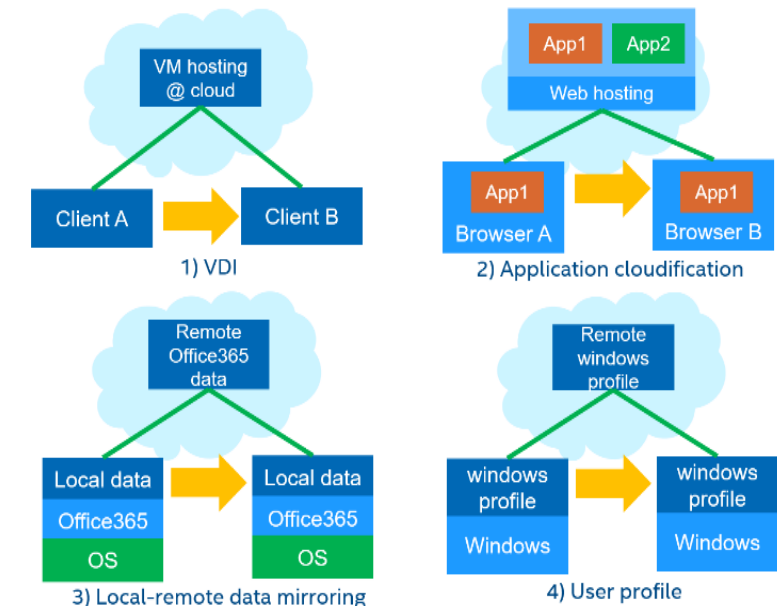 VM hosting
@ cloud
Client A
Client B
1) VDI
App1
App2
Web hosting
App1
Browser A
App1
Browser B
2) Application cloudification
Remote
Office365
data
Local data
Office365
OS
Local data
Office365
OS
3) Local-remote data mirroring
Remote
windows
profile
windows
profile
Windows
windows
profile
Windows
4) User profile